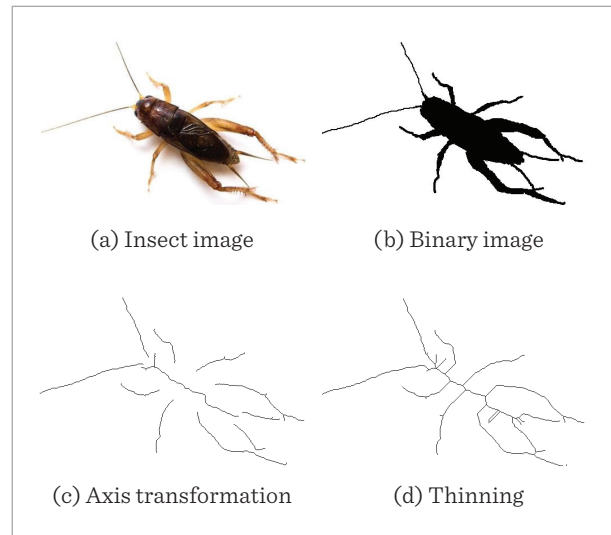 (a) Insect image
(b) Binary image
(c) Axis transformation
(d) Thinning